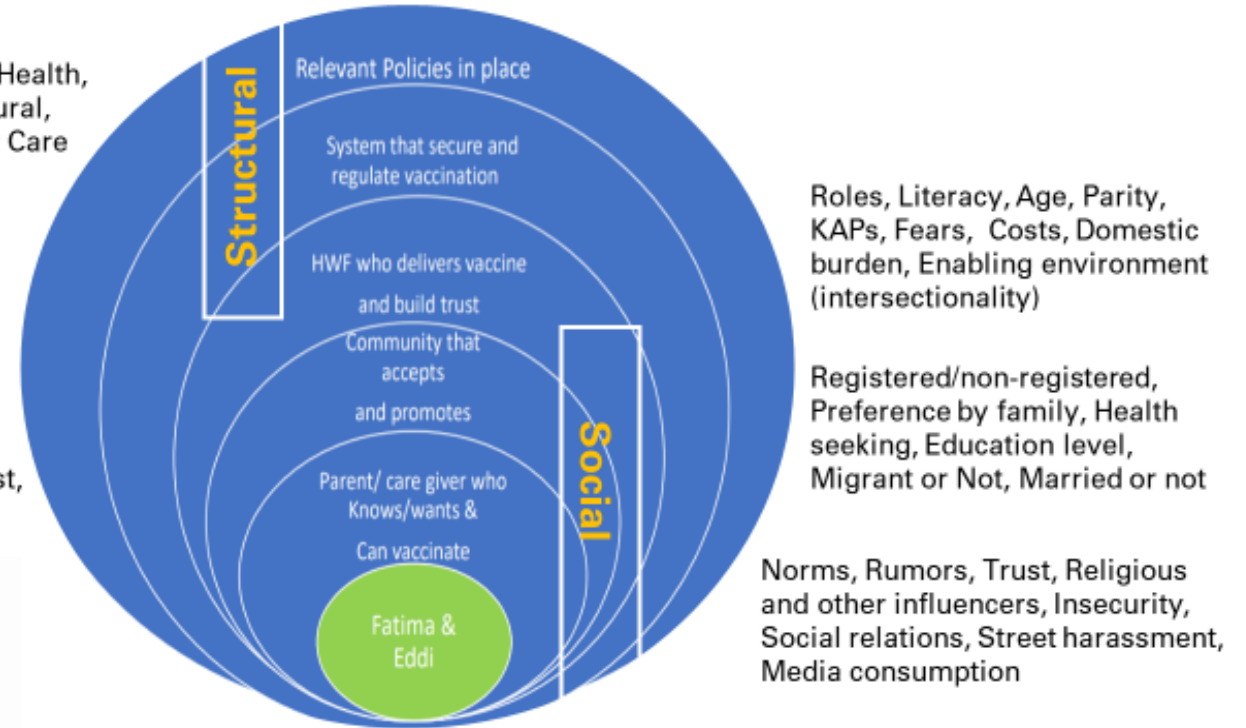 Health,
ural,
Care
st,
Structural
Relevant Policies in place
System that secure and
regulate vaccination
HWF who delivers vaccine
and build trust
Community that
accepts
and promotes
Parent/ care giver who
Knows/wants &
Can vaccinate
Fatima &
Eddi
Social
Roles, Literacy, Age, Parity,
KAPs, Fears, Costs, Domestic
burden, Enabling environment
(intersectionality)
Registered/non-registered,
Preference by family, Health
seeking, Education level,
Migrant or Not, Married or not
Norms, Rumors, Trust, Religious
and other influencers, Insecurity,
Social relations, Street harassment,
Media consumption